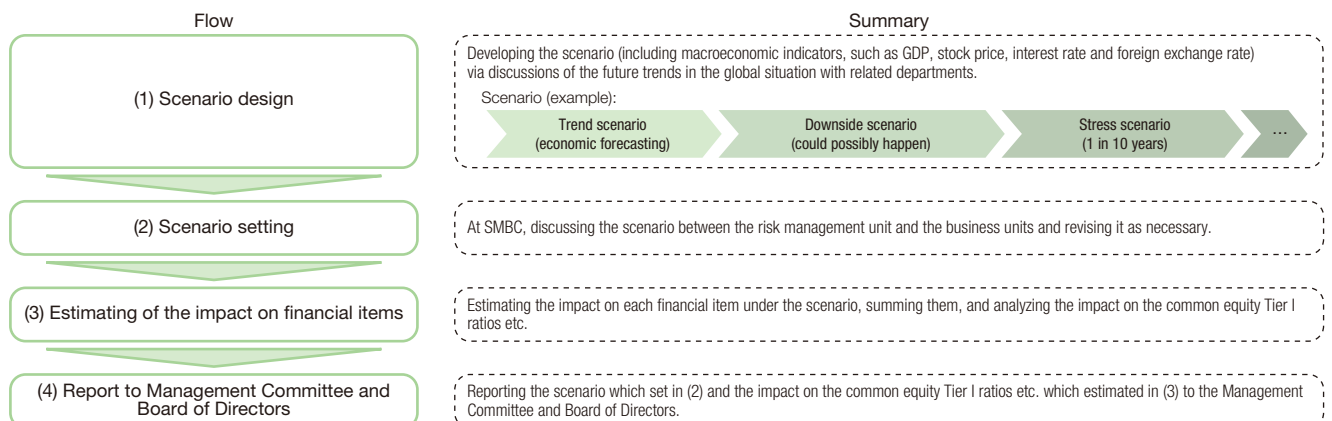 Flow
Summary
(1) Scenario design
Developing the scenario (including macroeconomic indicators, such as GDP, stock price, interest rate and foreign exchange rate)
via discussions of the future trends in the global situation with related departments.
Scenario (example):
Trend scenario
(economic forecasting)
Downside scenario
(could possibly happen)
Stress scenario
(1 in 10 years)
…
(2) Scenario setting
At SMBC, discussing the scenario between the risk management unit and the business units and revising it as necessary.
(3) Estimating of the impact on financial items
Estimating the impact on each financial item under the scenario, summing them, and analyzing the impact on the common equity Tier I
ratios etc.
(4) Report to Management Committee and
Board of Directors
Reporting the scenario which set in (2) and the impact on the common equity Tier I ratios etc. which estimated in (3) to the Management
Committee and Board of Directors.